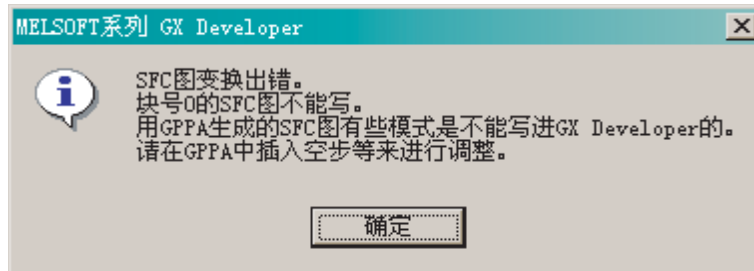 MELSOFT系列 GX Developer
SFC图变换出错。
块号0的SFC图不能写。
用GPPA生成的SFC图有些模式是不能写进GX Developer的。
请在GPPA中插入空步等来进行调整。
确定